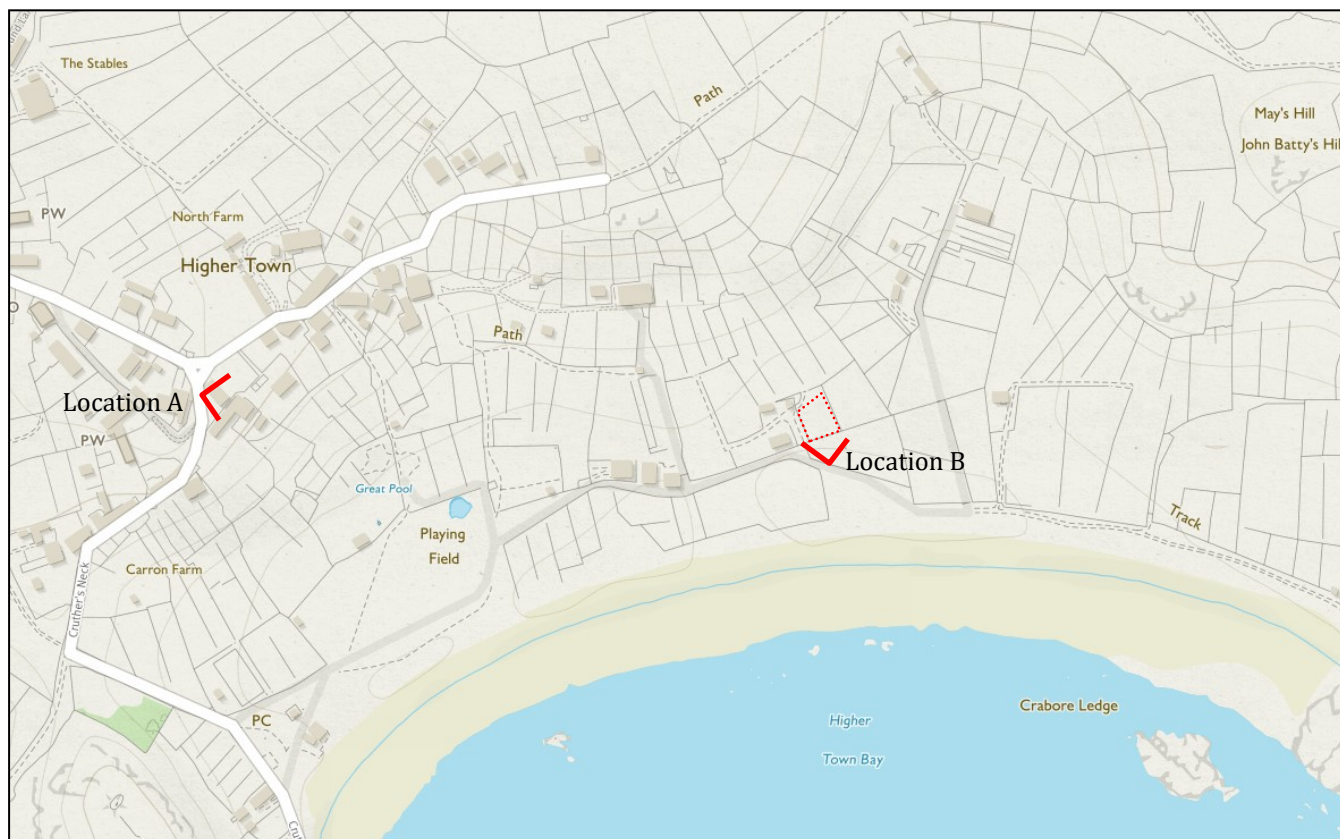 The Stables
Path
May's Hill
John Batty's Hil
PW
North Farm
Higher Town
O
Path
Location A
PW
Location B
Great Pool
Playing
Field
Track
Carron Farm
Cruther's Neck
PC
Crabore Ledge
Higher
Town Bay
Cru